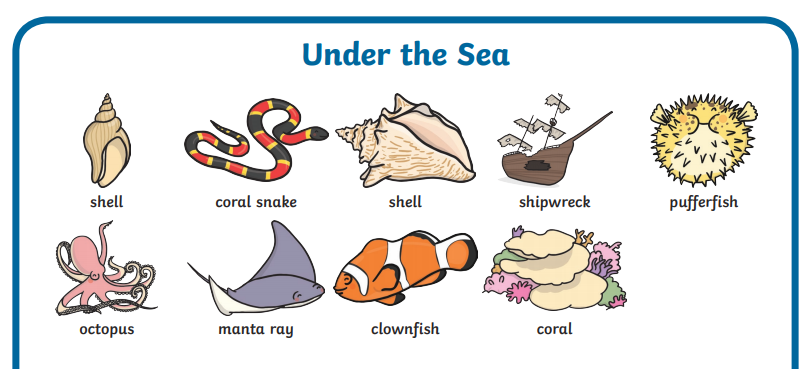 Under the Sea
shell coral snake shell shipwreck pufferfish
octopus manta ray clownfish coral